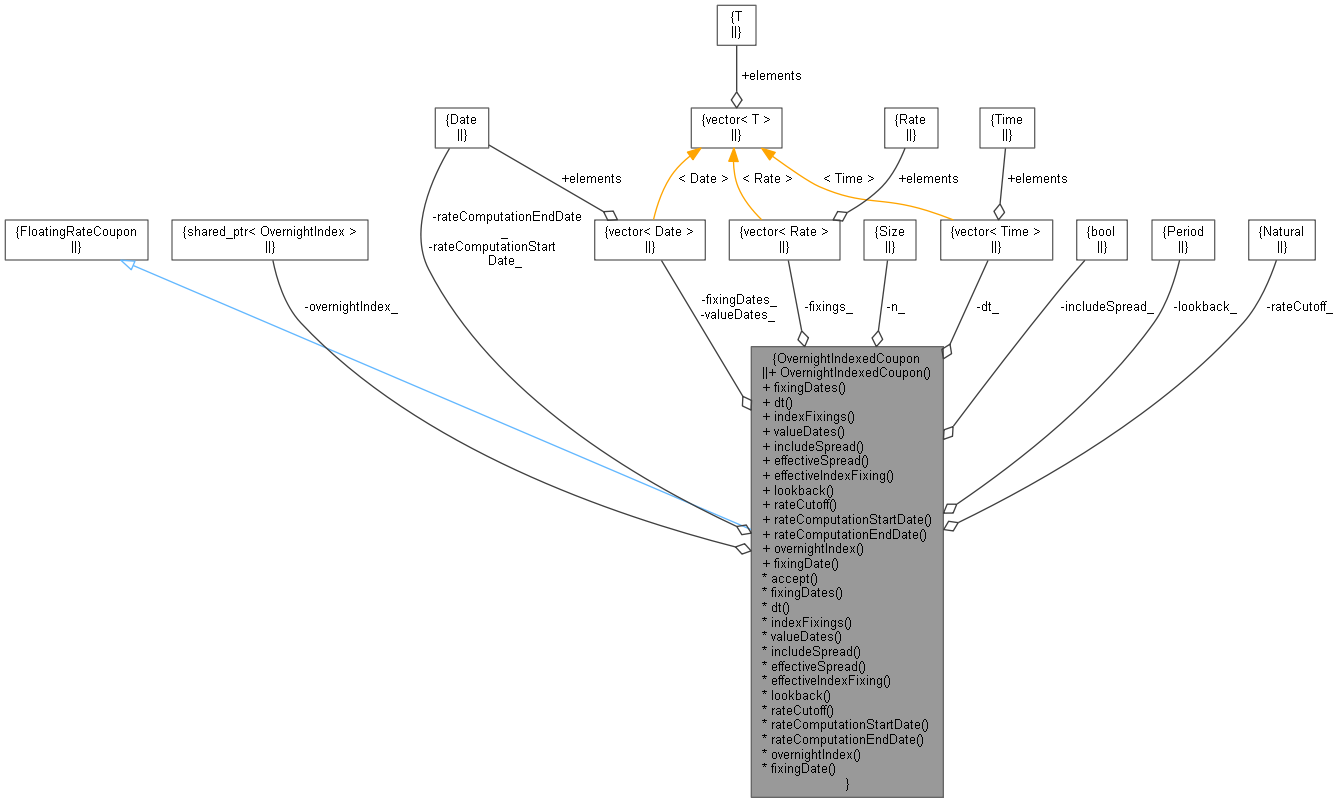 {T
||}
+elements
{Date
||}
{vector< T >
||}
{Rate
||}
{Time
||}
+elements
< Date >
< Rate >
< Time >
+elements
+elements
-rateComputationEndDate
_
-rateComputationStart
Date_
{FloatingRateCoupon
||}
{shared_ptr< OvernightIndex >
||}
{vector< Date >
||}
{vector< Rate >
||}
{Size
||}
{vector< Time >
||}
{bool
||}
{Period
||}
{Natural
||}
-overnightIndex_
-fixingDates_
-valueDates_
-fixings_
-n_
-dt_
-includeSpread_
-lookback_
-rateCutoff_
{OvernightIndexedCoupon
||+ OvernightIndexedCoupon()
+ fixingDates()
+ dt()
+ indexFixings()
+ valueDates()
+ includeSpread()
+ effectiveSpread()
+ effectiveIndexFixing()
+ lookback()
+ rateCutoff()
+ rateComputationStartDate()
+ rateComputationEndDate()
+ overnightIndex()
+ fixingDate()
* accept()
* fixingDates()
* dt()
* indexFixings()
* valueDates()
* includeSpread()
* effectiveSpread()
* effectiveIndexFixing()
* lookback()
* rateCutoff()
* rateComputationStartDate()
* rateComputationEndDate()
* overnightIndex()
* fixingDate()
}